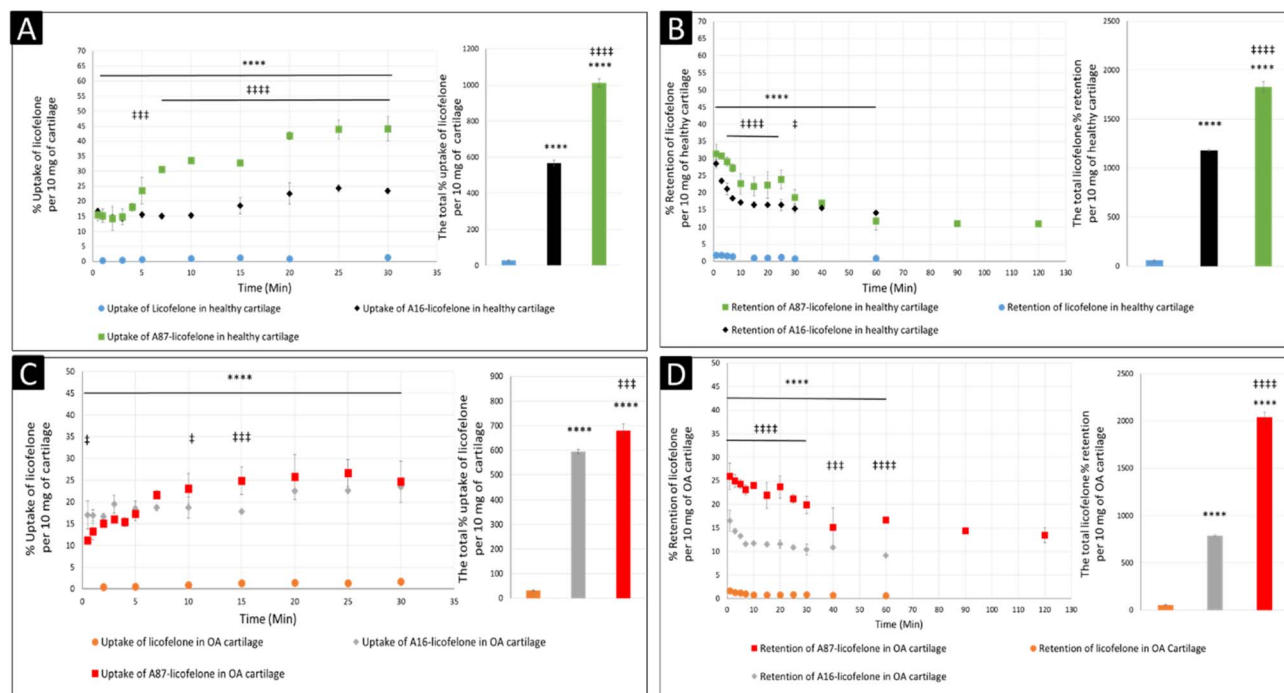 A
% Uptake of licofelone
per 10 mg of cartilage
70
65
60
55
50
45
40
35
30
25
20
15
10
5
0
0 5 10 15 20 25 30 35
Time (Min)
****
‡‡‡‡
‡‡‡
The total % uptake of licofelone
per 10 mg of cartilage
1200
1000
800
600
400
200
0
‡‡‡‡
****
****
Uptake of Licofelone in healthy cartilage
Uptake of A16-licofelone in healthy cartilage
Uptake of A87-licofelone in healthy cartilage
B
% Retention of licofelone
per 10 mg of healthy cartilage
70
65
60
55
50
45
40
35
30
25
20
15
10
5
0
0 10 20 30 40 50 60 70 80 90 100 110 120 130
Time (Min)
****
‡‡‡‡
‡
The total licofelone % retention
per 10 mg of healthy cartilage
2500
2000
1500
1000
500
0
‡‡‡‡
****
****
Retention of A87-licofelone in healthy cartilage
Retention of licofelone in healthy cartilage
Retention of A16-licofelone in healthy cartilage
C
% Uptake of licofelone
per 10 mg of cartilage
50
45
40
35
30
25
20
15
10
5
0
0 5 10 15 20 25 30 35
Time (Min)
****
‡
‡
‡‡‡
The total % uptake of licofelone
per 10 mg of cartilage
900
800
700
600
500
400
300
200
100
0
‡‡‡
****
****
Uptake of licofelone in OA cartilage
Uptake of A16-licofelone in OA cartilage
Uptake of A87-licofelone in OA cartilage
D
% Retention of licofelone
per 10 mg of OA cartilage
50
45
40
35
30
25
20
15
10
5
0
0 10 20 30 40 50 60 70 80 90 100 110 120 130
Time (Min)
****
‡‡‡‡
‡‡‡
‡‡‡‡
The total licofelone % retention
per 10 mg of OA cartilage
2500
2000
1500
1000
500
0
‡‡‡‡
****
****
Retention of A87-licofelone in OA cartilage
Retention of licofelone in OA Cartilage
Retention of A16-licofelone in OA cartilage